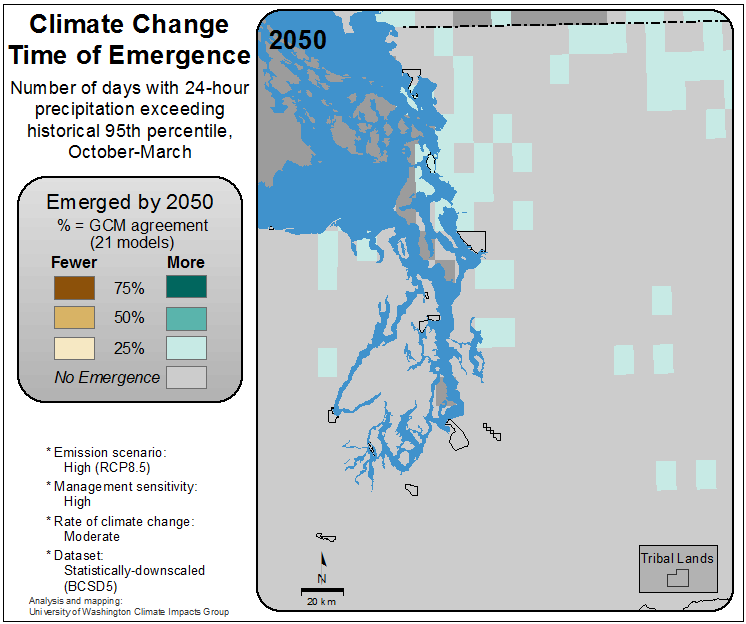 Climate Change
Time of Emergence
Number of days with 24-hour
precipitation exceeding
historical 95th percentile,
October-March
Emerged by 2050
% = GCM agreement
(21 models)
Fewer More
75%
50%
25%
No Emergence
* Emission scenario:
High (RCP8.5)
* Management sensitivity:
High
* Rate of climate change:
Moderate
* Dataset:
Statistically-downscaled
(BCSD5)
Analysis and mapping:
University of Washington Climate Impacts Group
2050
N
20 km
Tribal Lands